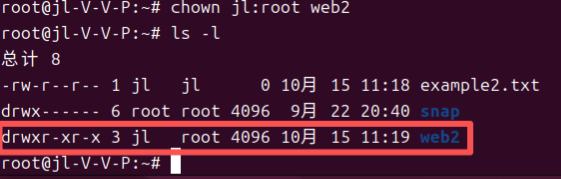 root@jl-V-V-P:~# chown jl:root web2
root@jl-V-V-P:~# ls -l
总计 8
-rw-r--r-- 1 jl   jl      0 10月  15 11:18 example2.txt
drwx------ 6 root root 4096  9月  22 20:40 snap
drwxr-xr-x 3 jl   root 4096 10月  15 11:19 web2
root@jl-V-V-P:~#